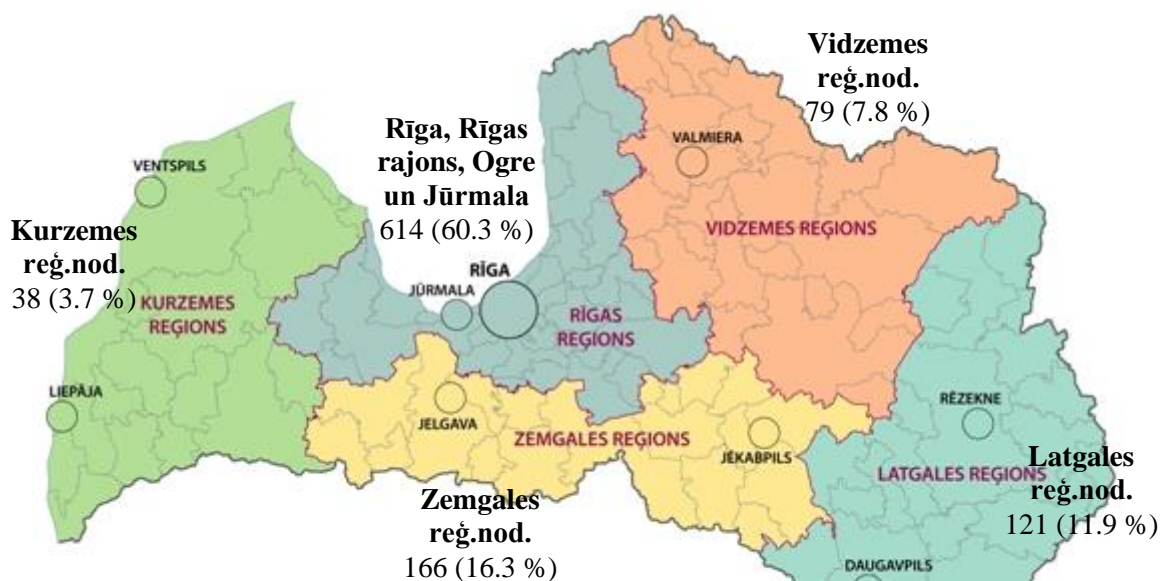 Vidzemes
reģ.nod.
79 (7.8 %)
Rīga, Rīgas
rajons, Ogre
un Jūrmala
614 (60.3 %)
VALMIERA
VENTSPILS
Kurzemes
reģ.nod.
38 (3.7 %)
VIDZEMES REĢIONS
RĪGA
JŪRMALA
KURZEMES
REĢIONS
RĪGAS
REĢIONS
LIEPĀJA
RĒZEKNE
JELGAVA
ZEMGALES REĢIONS
JĒKABPILS
LATGALES REĢIONS
Latgales
reģ.nod.
121 (11.9 %)
Zemgales
reģ.nod.
166 (16.3 %)
DAUGAVPILS